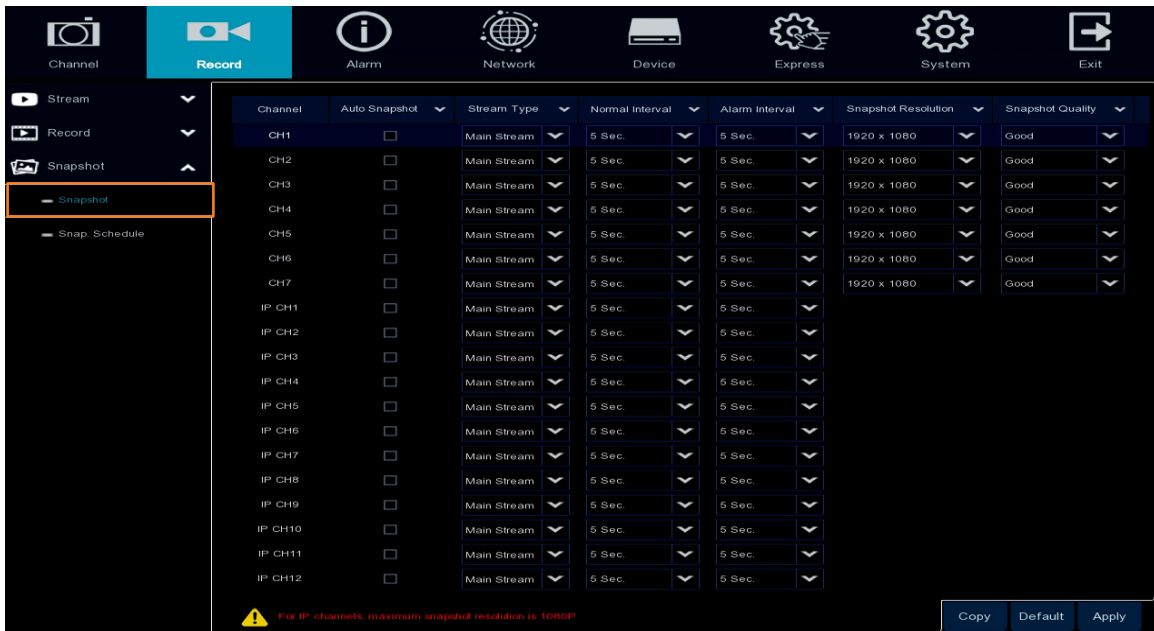 Channel Record Alarm Network Device Express System Exit
Stream
Record
Snapshot
Snapshot
Snap. Schedule
Channel Auto Snapshot Stream Type Normal Interval Alarm Interval Snapshot Resolution Snapshot Quality
CH1 Main Stream 5 Sec. 5 Sec. 1920 x 1080 Good
CH2 Main Stream 5 Sec. 5 Sec. 1920 x 1080 Good
CH3 Main Stream 5 Sec. 5 Sec. 1920 x 1080 Good
CH4 Main Stream 5 Sec. 5 Sec. 1920 x 1080 Good
CH5 Main Stream 5 Sec. 5 Sec. 1920 x 1080 Good
CH6 Main Stream 5 Sec. 5 Sec. 1920 x 1080 Good
CH7 Main Stream 5 Sec. 5 Sec. 1920 x 1080 Good
IP CH1 Main Stream 5 Sec. 5 Sec.
IP CH2 Main Stream 5 Sec. 5 Sec.
IP CH3 Main Stream 5 Sec. 5 Sec.
IP CH4 Main Stream 5 Sec. 5 Sec.
IP CH5 Main Stream 5 Sec. 5 Sec.
IP CH6 Main Stream 5 Sec. 5 Sec.
IP CH7 Main Stream 5 Sec. 5 Sec.
IP CH8 Main Stream 5 Sec. 5 Sec.
IP CH9 Main Stream 5 Sec. 5 Sec.
IP CH10 Main Stream 5 Sec. 5 Sec.
IP CH11 Main Stream 5 Sec. 5 Sec.
IP CH12 Main Stream 5 Sec. 5 Sec.
For IP channels, maximum snapshot resolution is 1080P
Copy Default Apply